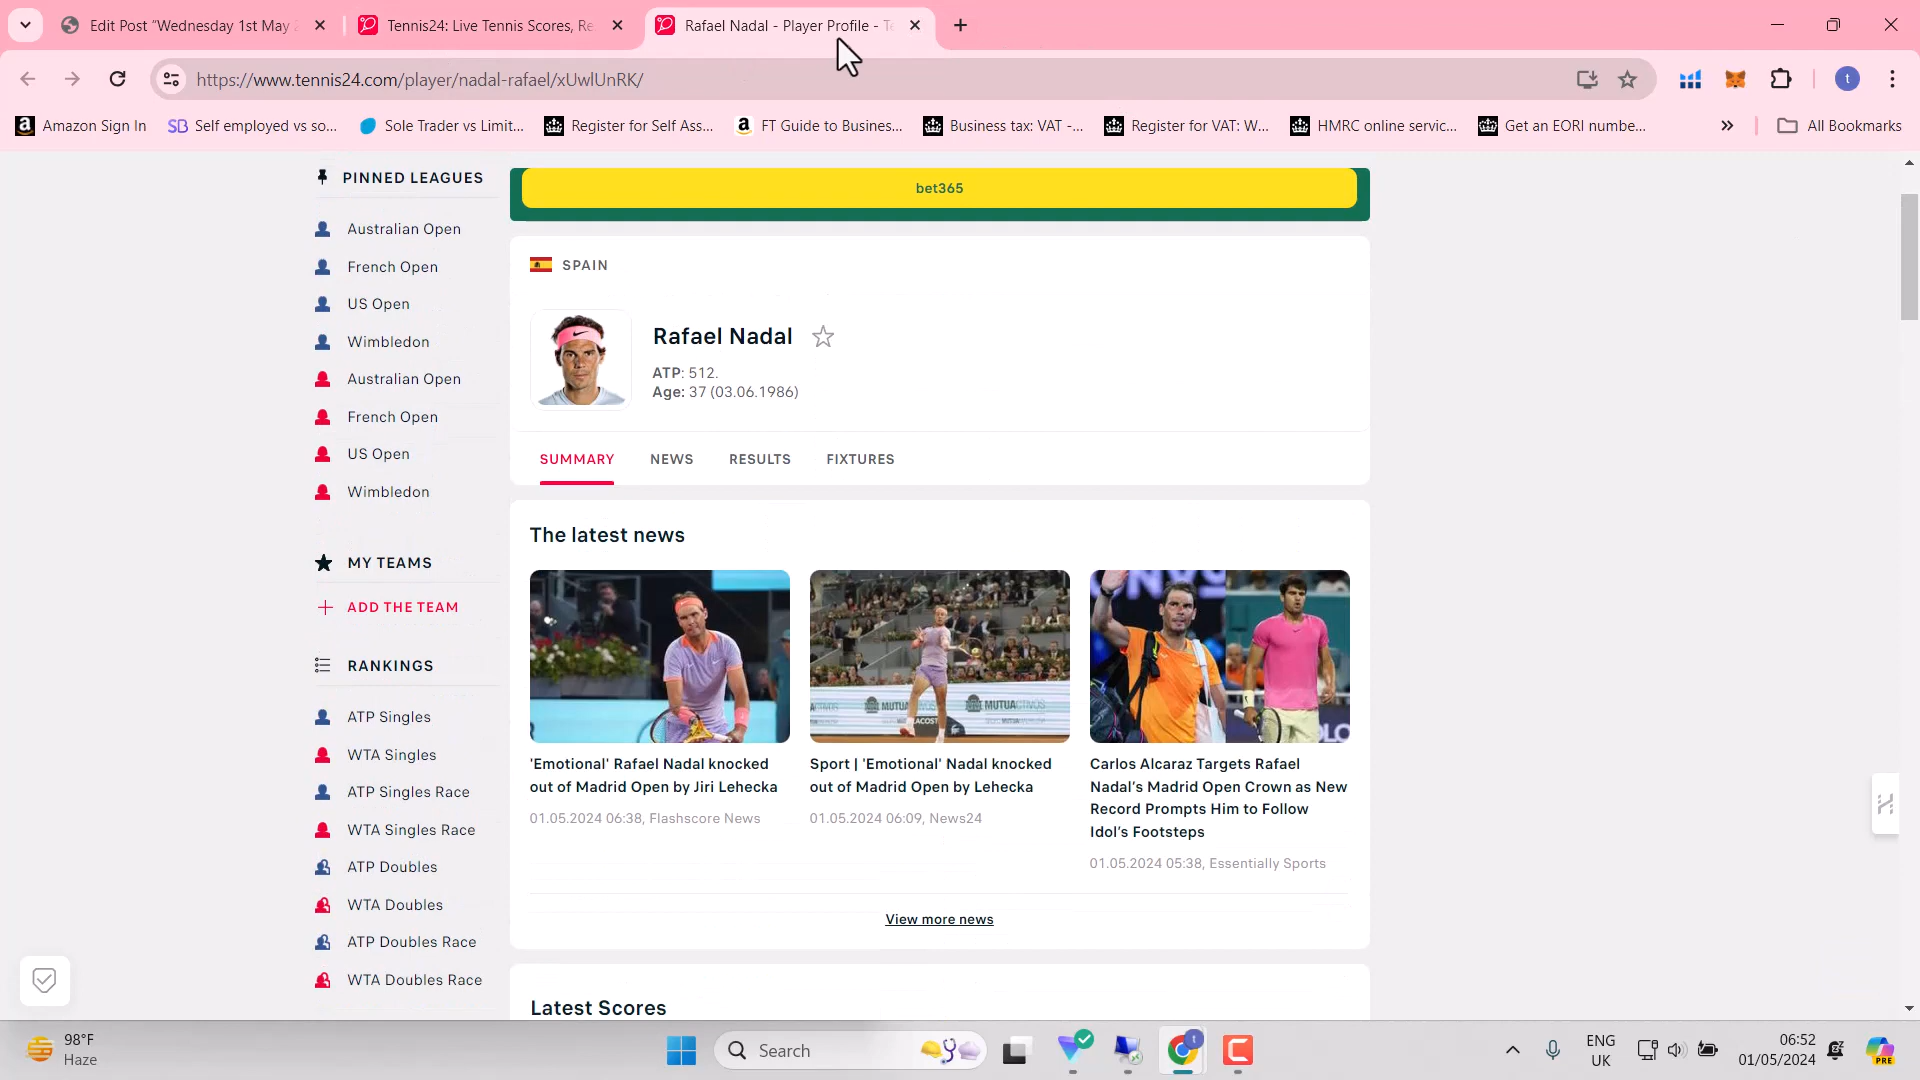 Edit Post "Wednesday 1st May 2
Tennis24: Live Tennis Scores, Re
Rafael Nadal - Player Profile - Te
https://www.tennis24.com/player/nadal-rafael/xUwlUnRK/
t
Amazon Sign In
Self employed vs so...
Sole Trader vs Limit...
Register for Self Ass...
FT Guide to Busines...
Business tax: VAT -...
Register for VAT: W...
HMRC online servic...
Get an EORI numbe...
All Bookmarks
PINNED LEAGUES
Australian Open
French Open
US Open
Wimbledon
Australian Open
French Open
US Open
Wimbledon
MY TEAMS
ADD THE TEAM
RANKINGS
ATP Singles
WTA Singles
ATP Singles Race
WTA Singles Race
ATP Doubles
WTA Doubles
ATP Doubles Race
WTA Doubles Race
bet365
SPAIN
Rafael Nadal
ATP: 512.
Age: 37 (03.06.1986)
SUMMARY
NEWS
RESULTS
FIXTURES
The latest news
'Emotional' Rafael Nadal knocked
out of Madrid Open by Jiri Lehecka
01.05.2024 06:38, Flashscore News
Sport | 'Emotional' Nadal knocked
out of Madrid Open by Lehecka
01.05.2024 06:09, News24
Carlos Alcaraz Targets Rafael
Nadal's Madrid Open Crown as New
Record Prompts Him to Follow
Idol's Footsteps
01.05.2024 05:38, Essentially Sports
View more news
Latest Scores
98°F
Haze
Search
ENG
UK
06:52
01/05/2024
PRE